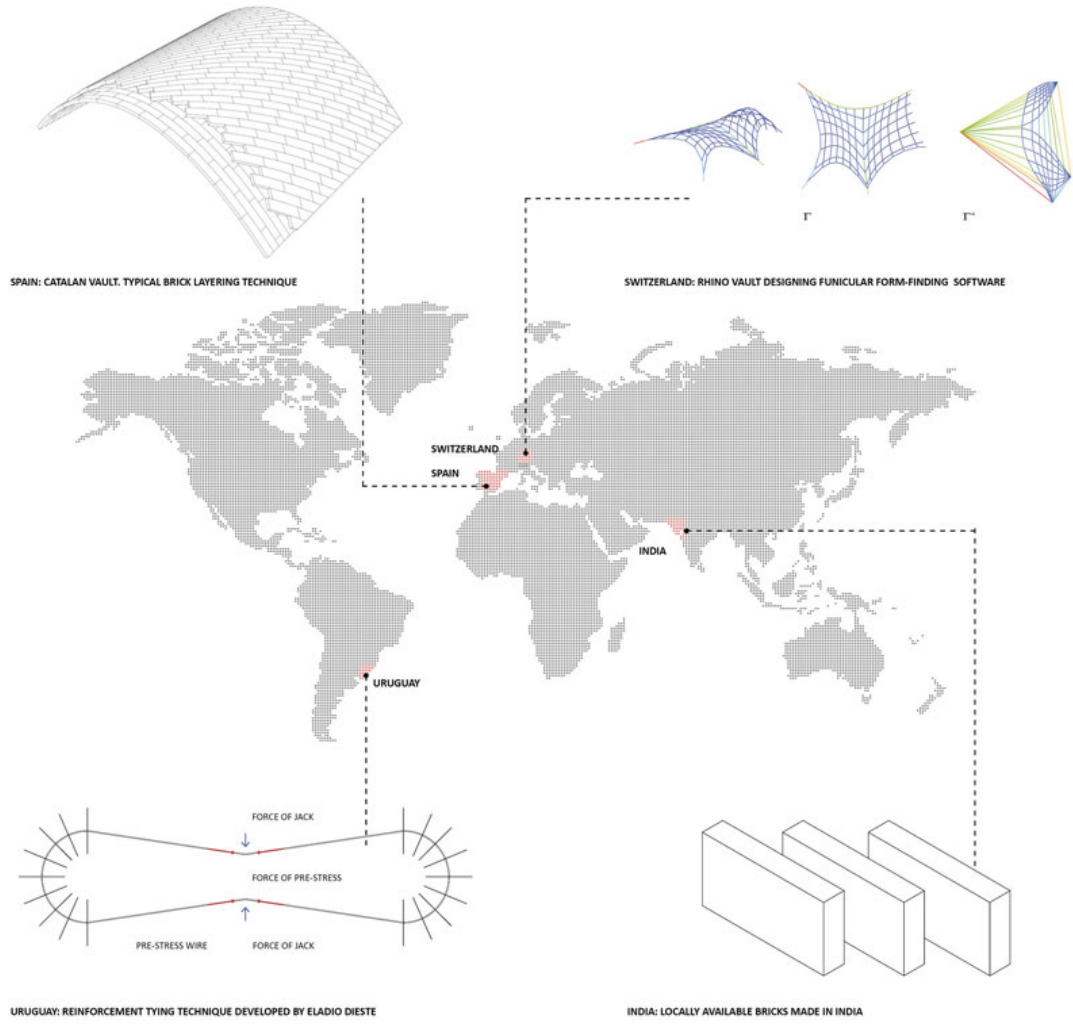 Γ
Γ*
SPAIN: CATALAN VAULT. TYPICAL BRICK LAYERING TECHNIQUE
SWITZERLAND: RHINO VAULT DESIGNING FUNICULAR FORM-FINDING SOFTWARE
SWITZERLAND
SPAIN
INDIA
URUGUAY
FORCE OF JACK
FORCE OF PRE-STRESS
PRE-STRESS WIRE
FORCE OF JACK
URUGUAY: REINFORCEMENT TYING TECHNIQUE DEVELOPED BY ELADIO DIESTE
INDIA: LOCALLY AVAILABLE BRICKS MADE IN INDIA